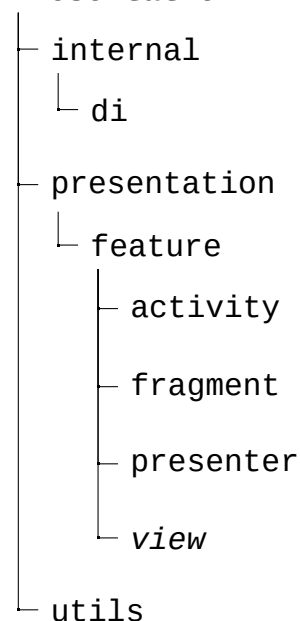 internal
di
presentation
feature
activity
fragment
presenter
view
utils